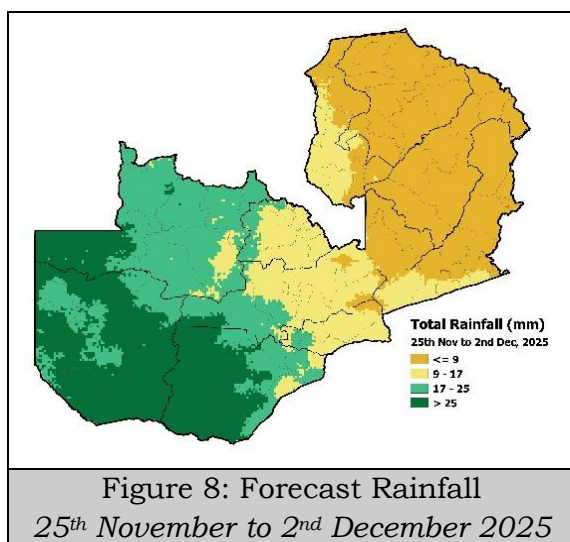 Total Rainfall (mm)
25th Nov to 2nd Dec, 2025
<= 9
9 - 17
17 - 25
> 25
Figure 8: Forecast Rainfall
25th November to 2nd December 2025